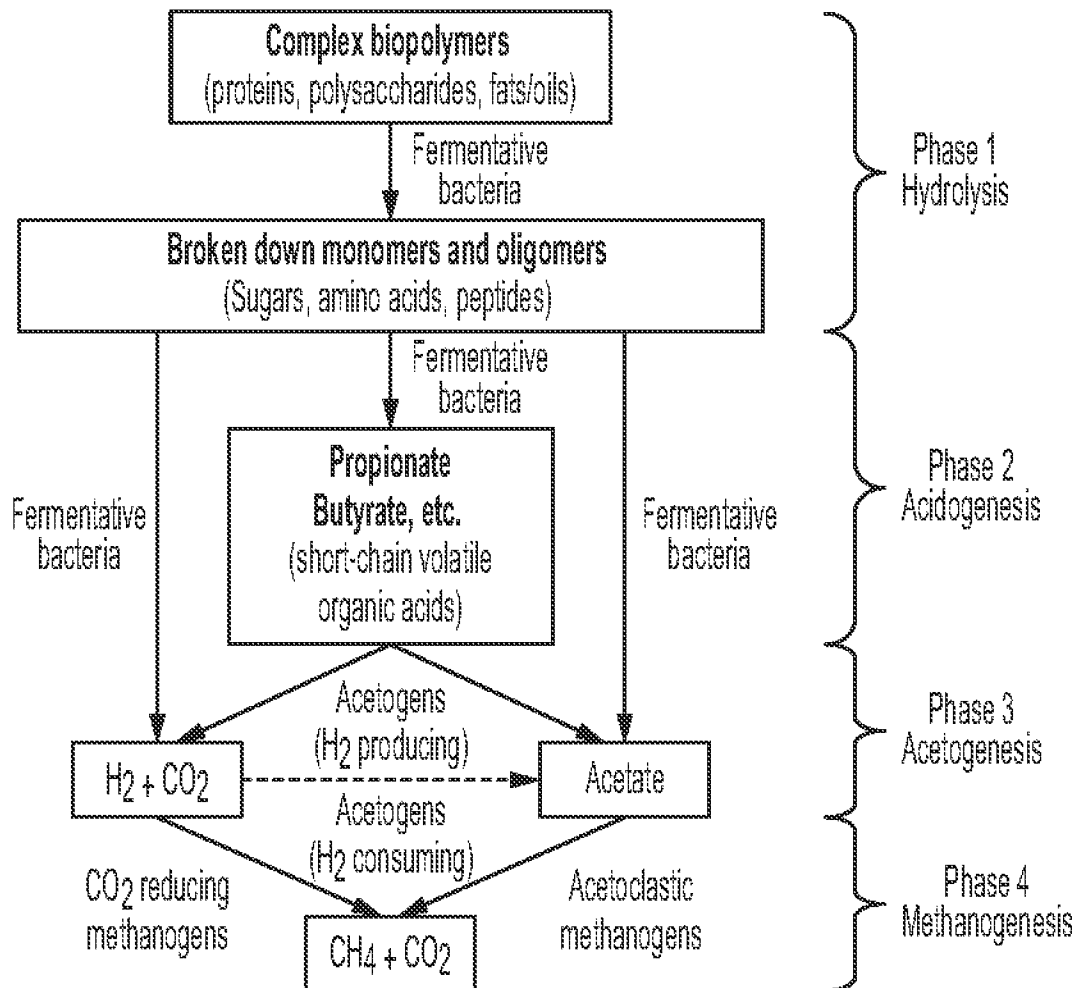 Complex biopolymers
(proteins, polysaccharides, fats/oils)
Fermentative
bacteria
Phase 1
Hydrolysis
Broken down monomers and oligomers
(Sugars, amino acids, peptides)
Fermentative
bacteria
Propionate
Butyrate, etc.
(short-chain volatile
organic acids)
Fermentative
bacteria
Fermentative
bacteria
Phase 2
Acidogenesis
Acetogens
(H2 producing)
H2 + CO2
Acetate
Acetogens
(H2 consuming)
Phase 3
Acetogenesis
CO2 reducing
methanogens
Acetoclastic
methanogens
CH4 + CO2
Phase 4
Methanogenesis